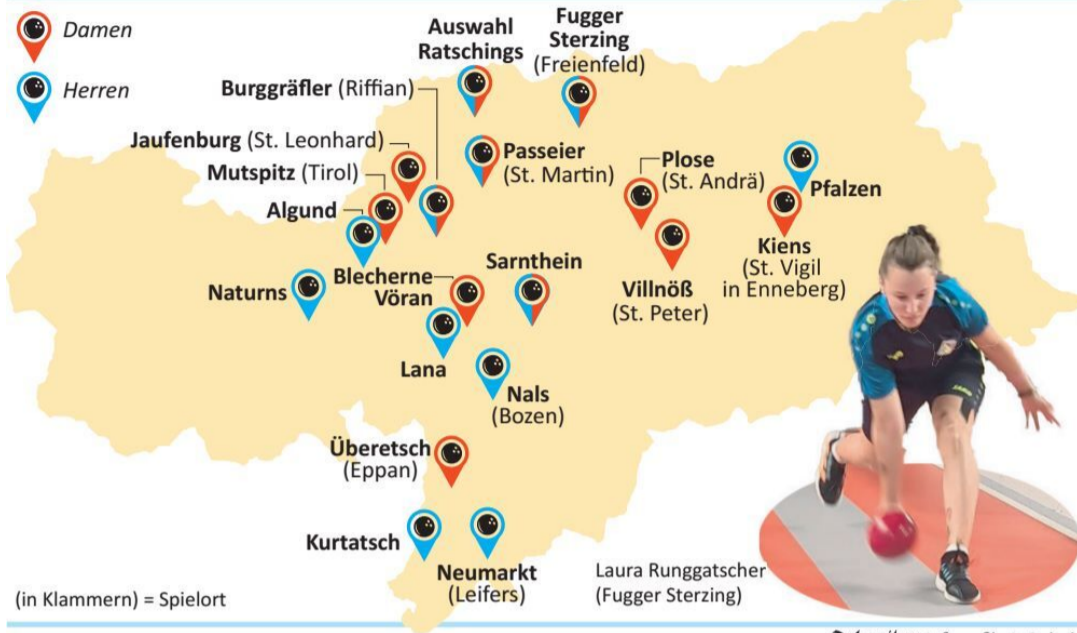 Damen
Herren
Auswahl
Ratschings
Fugger
Sterzing
(Freienfeld)
Burggräfler (Riffian)
Jaufenburg (St. Leonhard)
Mutspitz (Tirol)
Algund
Passeier
(St. Martin)
Plose
(St. Andrä)
Pfalzen
Kiens
(St. Vigil
in Enneberg)
Villnöß
(St. Peter)
Naturns
Blecherne
Vöran
Sarnthein
Lana
Nals
(Bozen)
Überetsch
(Eppan)
Kurtatsch
Neumarkt
(Leifers)
Laura Runggatscher
(Fugger Sterzing)
(in Klammern) = Spielort